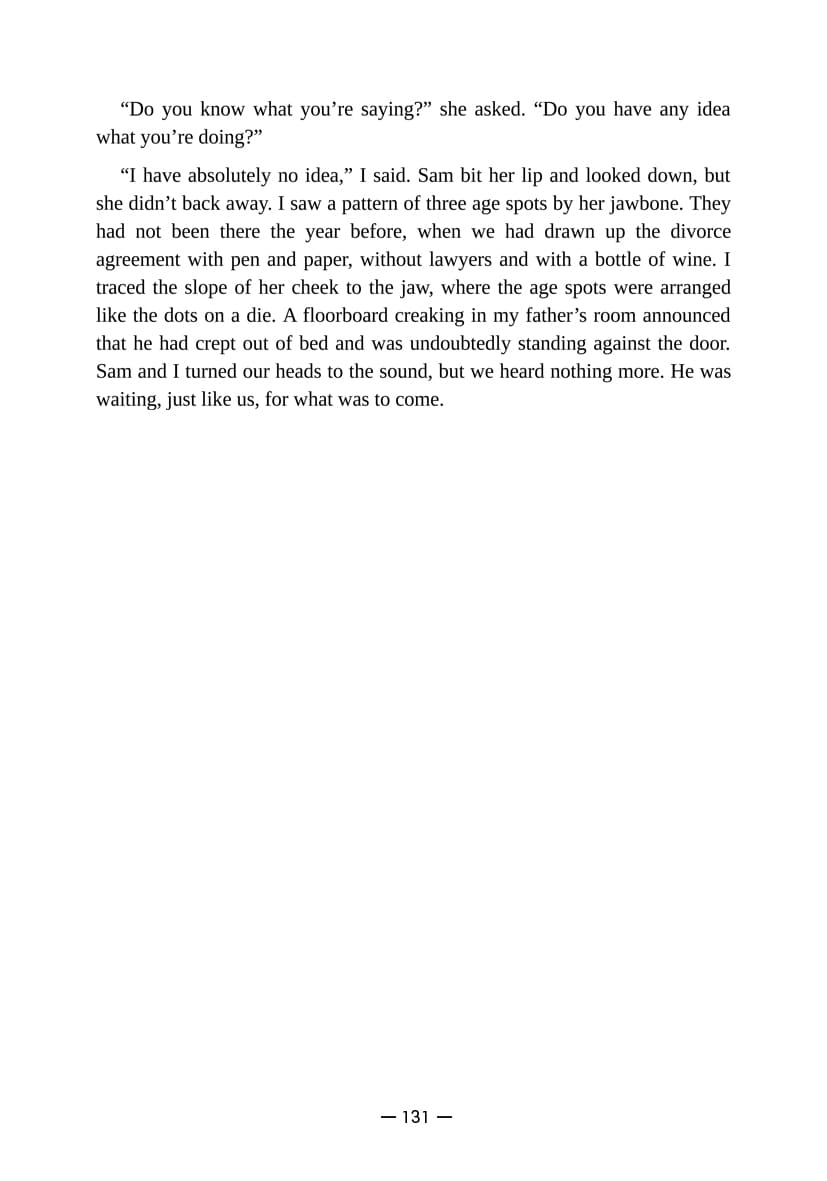 “Do you know what you’re saying?” she asked. “Do you have any idea
what you’re doing?”
“I have absolutely no idea,” I said. Sam bit her lip and looked down, but
she didn’t back away. I saw a pattern of three age spots by her jawbone. They
had not been there the year before, when we had drawn up the divorce
agreement with pen and paper, without lawyers and with a bottle of wine. I
traced the slope of her cheek to the jaw, where the age spots were arranged
like the dots on a die. A floorboard creaking in my father’s room announced
that he had crept out of bed and was undoubtedly standing against the door.
Sam and I turned our heads to the sound, but we heard nothing more. He was
waiting, just like us, for what was to come.
— 131 —